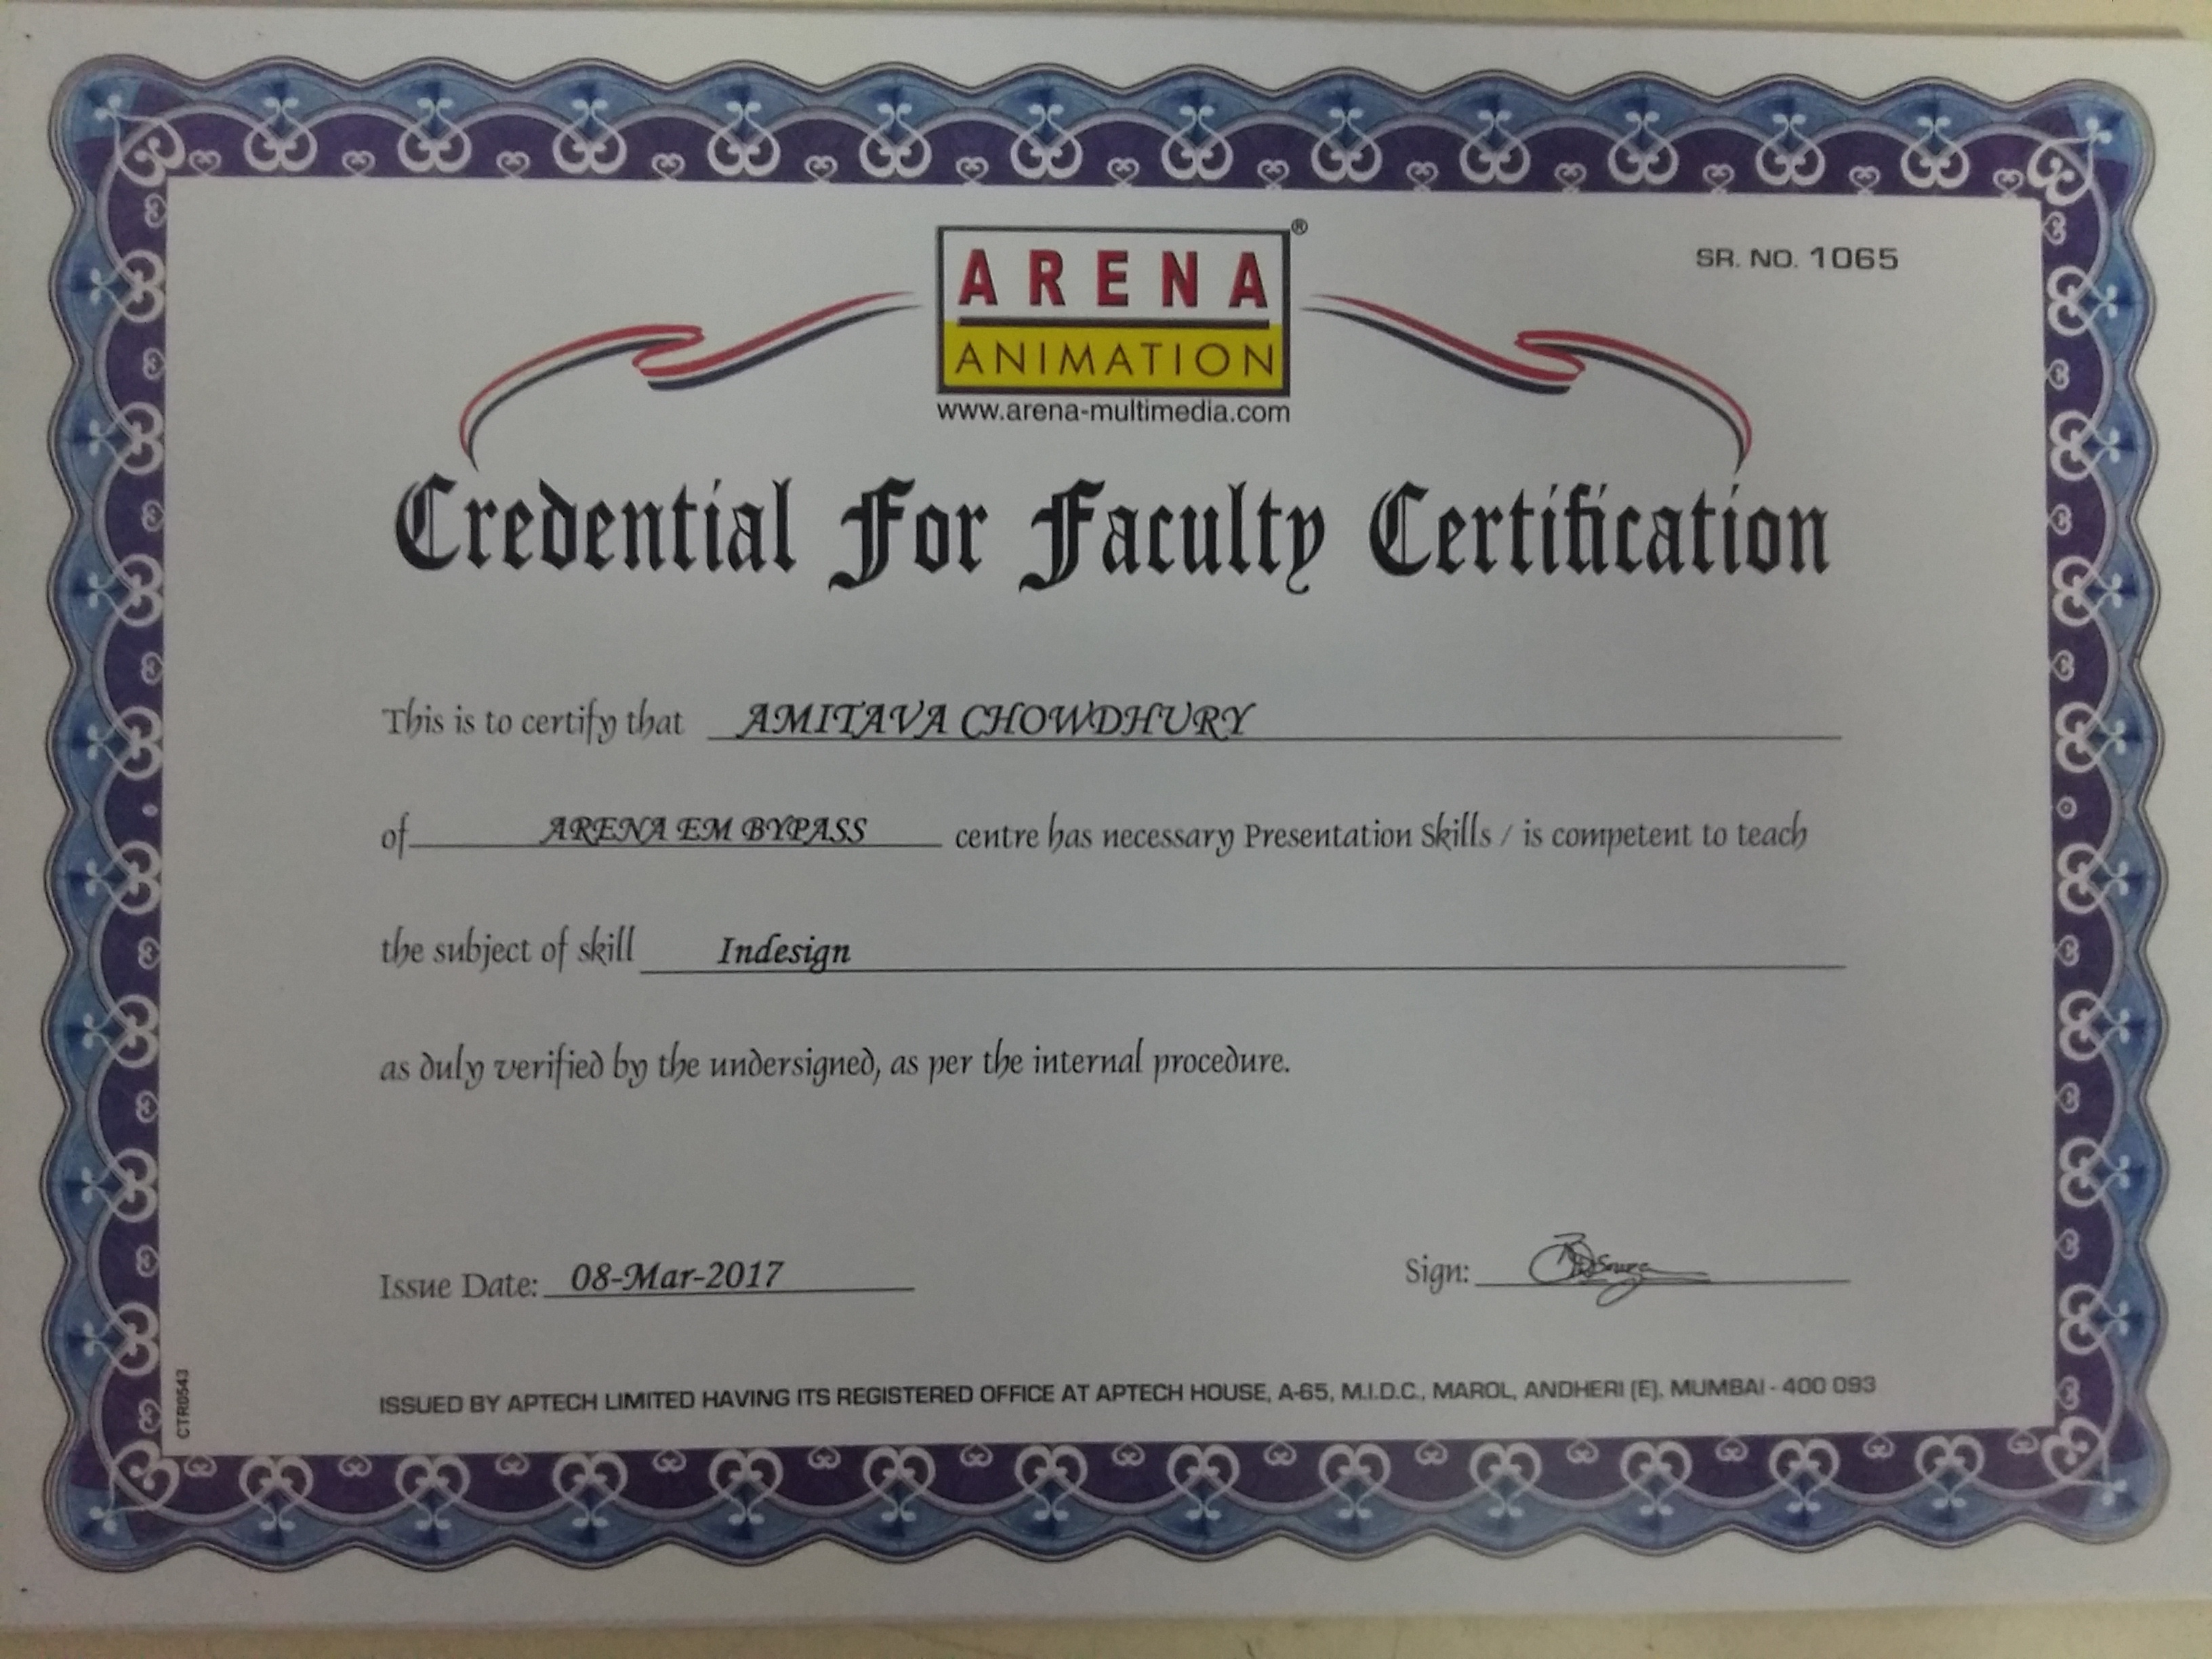 ARENA®
ANIMATION
www.arena-multimedia.com
SR. NO. 1065
Credential For Faculty Certification
This is to certify that AMITAVA CHOWDHURY
of ARENA EM BYPASS centre has necessary Presentation Skills / is competent to teach
the subject of skill Indesign
as duly verified by the undersigned, as per the internal procedure.
Issue Date: 08-Mar-2017
Sign:
ISSUED BY APTECH LIMITED HAVING ITS REGISTERED OFFICE AT APTECH HOUSE, A-65, M.I.D.C., MAROL, ANDHERI (E), MUMBAI - 400 093
CTR0543